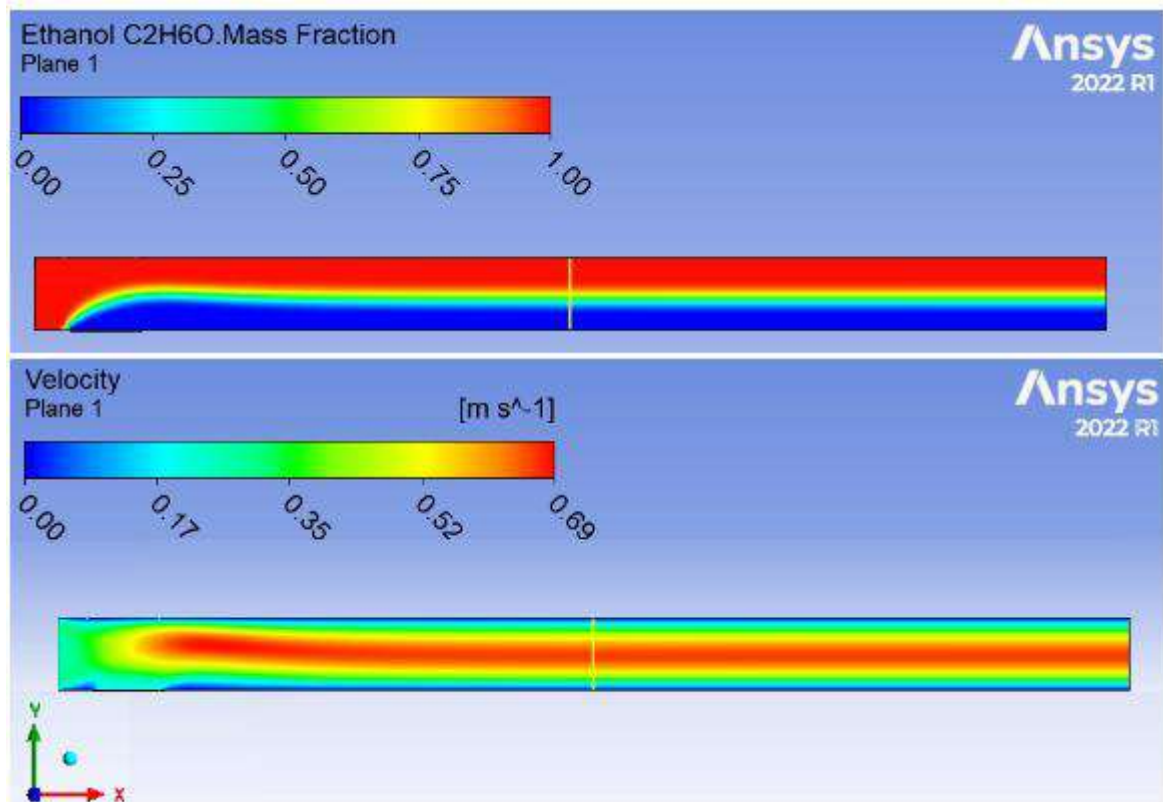 Ethanol C2H6O.Mass Fraction
Plane 1
Ansys
2022 R1
0.00 0.25 0.50 0.75 1.00
Velocity
Plane 1
[m s^-1]
Ansys
2022 R1
0.00 0.17 0.35 0.52 0.69
Y
X